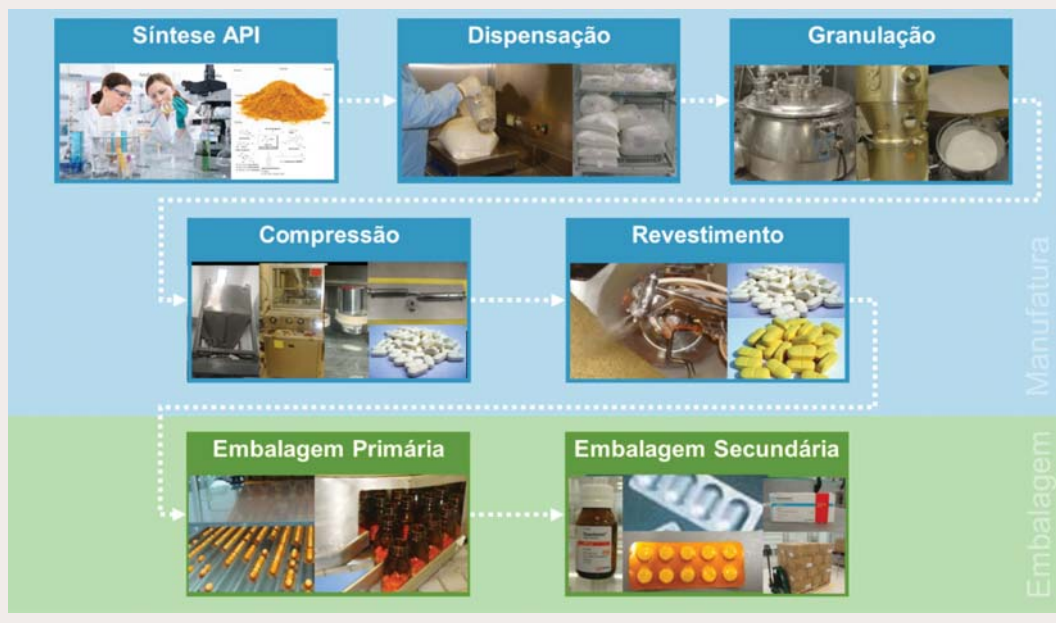 Síntese API
Dispensação
Granulação
Compressão
Revestimento
Manufatura
Embalagem Primária
Embalagem Secundária
Embalagem